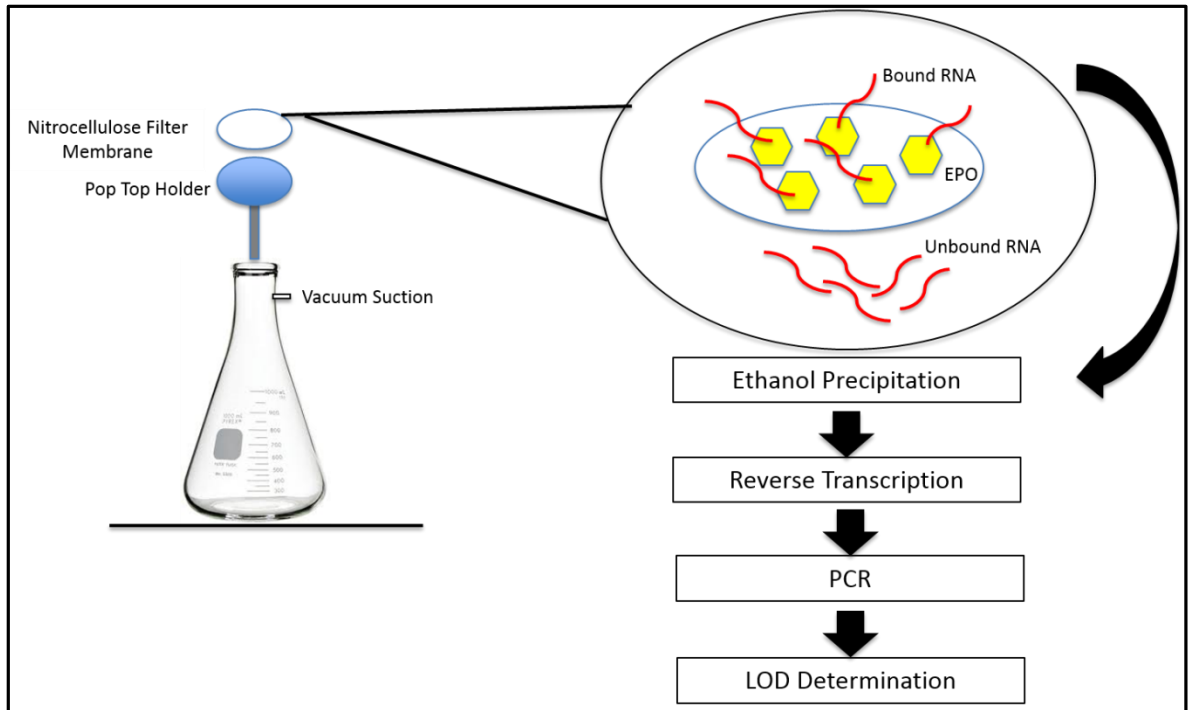 Nitrocellulose Filter
Membrane
Pop Top Holder
Vacuum Suction
Bound RNA
EPO
Unbound RNA
Ethanol Precipitation
Reverse Transcription
PCR
LOD Determination